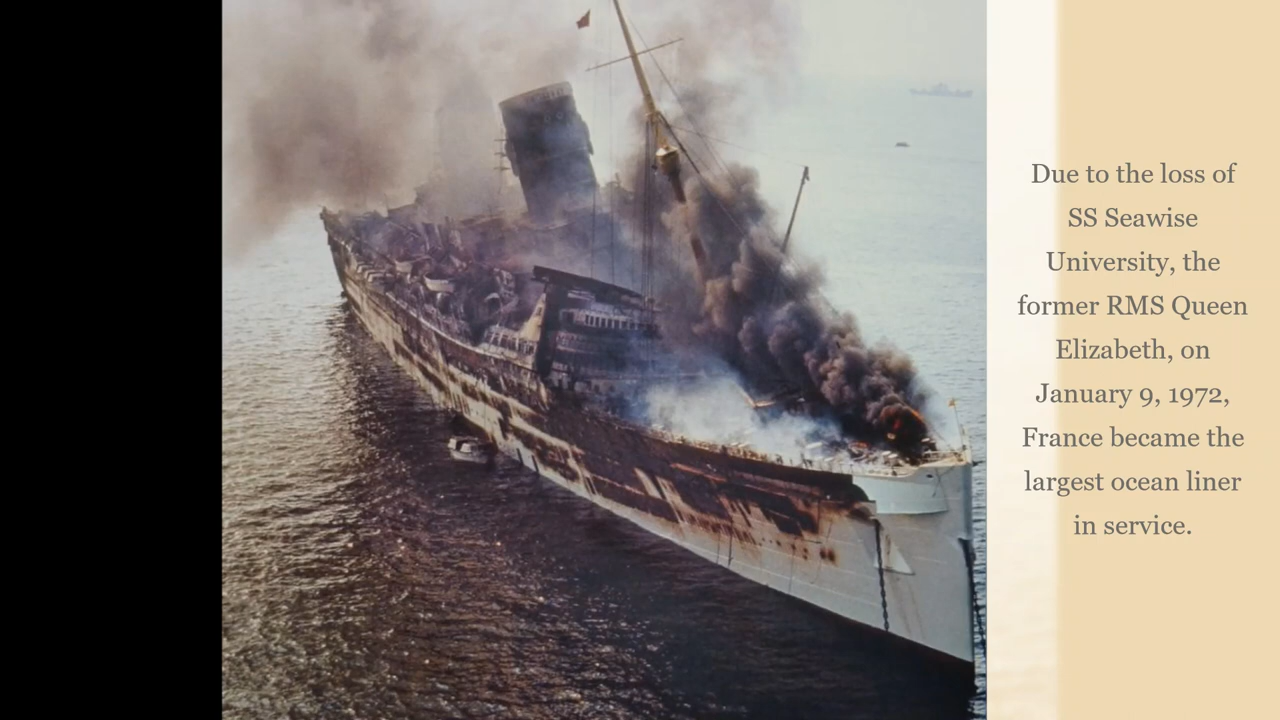 Due to the loss of
SS Seawise
University, the
former RMS Queen
Elizabeth, on
January 9, 1972,
France became the
largest ocean liner
in service.